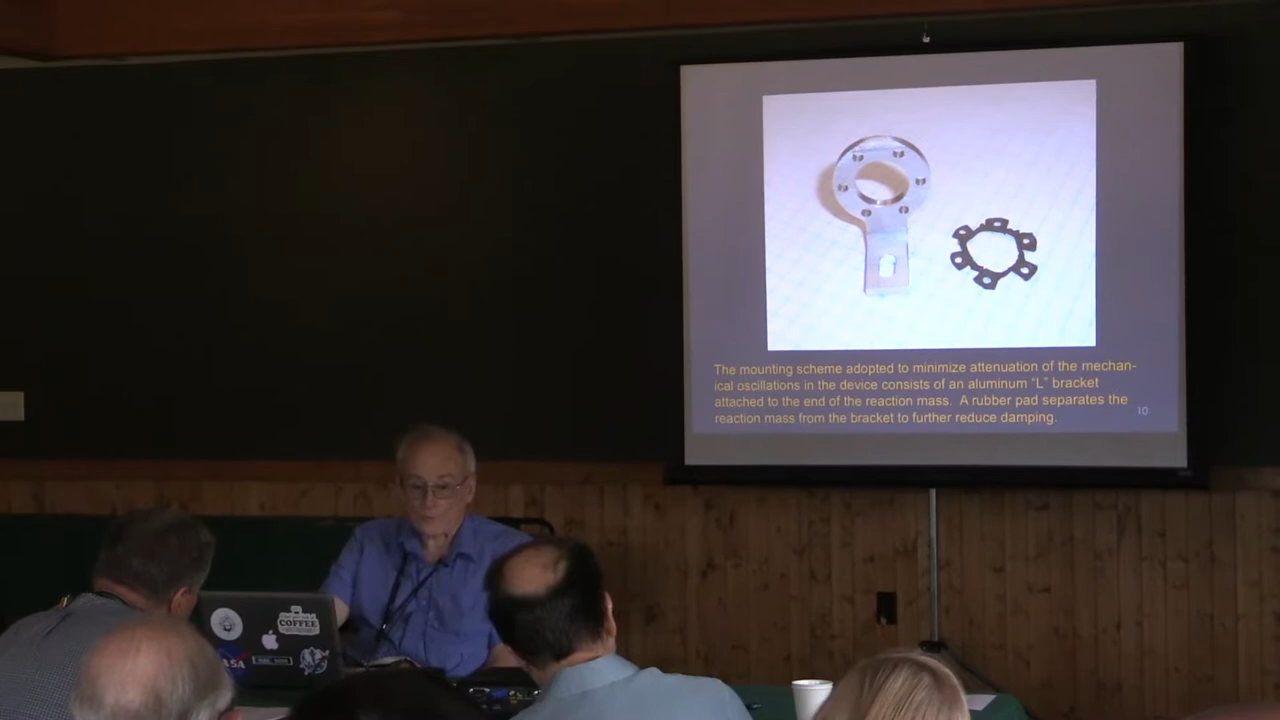 The mounting scheme adopted to minimize attenuation of the mechan-
ical oscillations in the device consists of an aluminum “L” bracket
attached to the end of the reaction mass.  A rubber pad separates the
reaction mass from the bracket to further reduce damping.
10
COFFEE